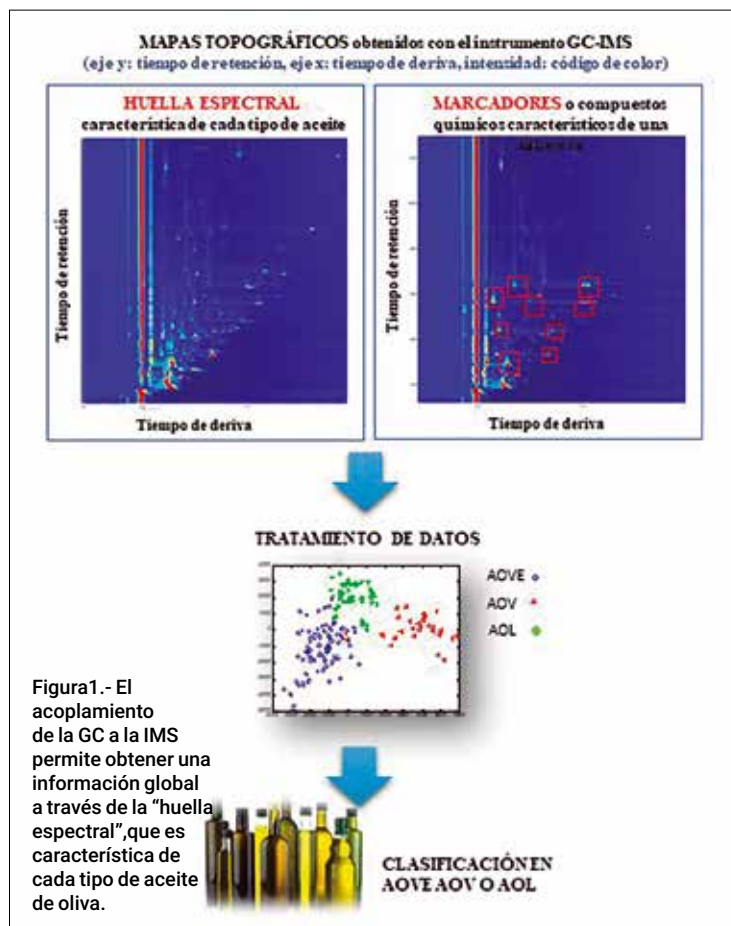 MAPAS TOPOGRÁFICOS obtenidos con el instrumento GC-IMS
(eje y: tiempo de retención, eje x: tiempo de deriva, intensidad: código de color)
HUELLA ESPECTRAL
característica de cada tipo de aceite
Tiempo de retención
Tiempo de deriva
MARCADORES o compuestos
químicos característicos de una
Tiempo de retención
Tiempo de deriva
TRATAMIENTO DE DATOS
AOVE
AOV
AOL
Figura1.- El
acoplamiento
de la GC a la IMS
permite obtener una
información global
a través de la “huella
espectral”,que es
característica de
cada tipo de aceite
de oliva.
CLASIFICACIÓN EN
AOVE AOV O AOL